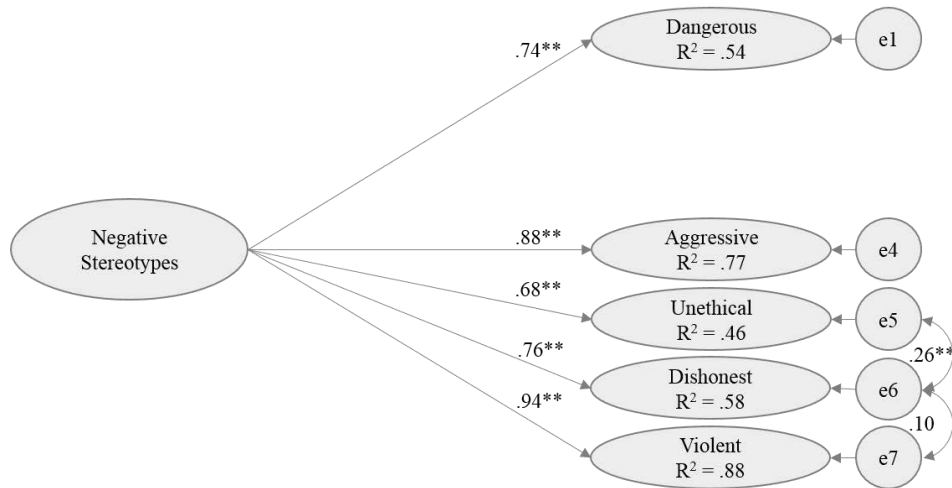 Dangerous
R² = .54
e1
.74**
Negative
Stereotypes
.88**
Aggressive
R² = .77
e4
.68**
Unethical
R² = .46
e5
.26**
.76**
Dishonest
R² = .58
e6
.10
.94**
Violent
R² = .88
e7